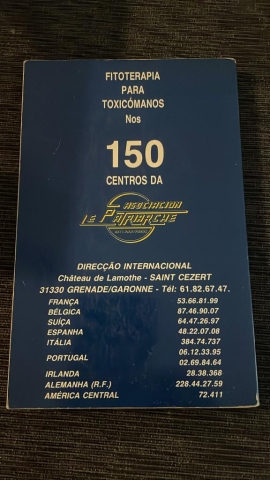 FITOTERAPIA
PARA
TOXICÓMANOS
Nos
150
CENTROS DA
ASOCIACION
LE PATRIARCHE
DIRECÇÃO INTERNACIONAL
Château de Lamothe - SAINT CEZERT
31330 GRENADE/GARONNE - Tél: 61.82.67.47.
FRANÇA 53.66.81.99
BÉLGICA 87.46.90.07
SUÍÇA 64.47.26.97
ESPANHA 48.22.07.08
ITÁLIA 384.74.737
PORTUGAL 06.12.33.95
02.69.84.64
IRLANDA 28.38.368
ALEMANHA (R.F.) 228.44.27.59
AMÉRICA CENTRAL 72.411